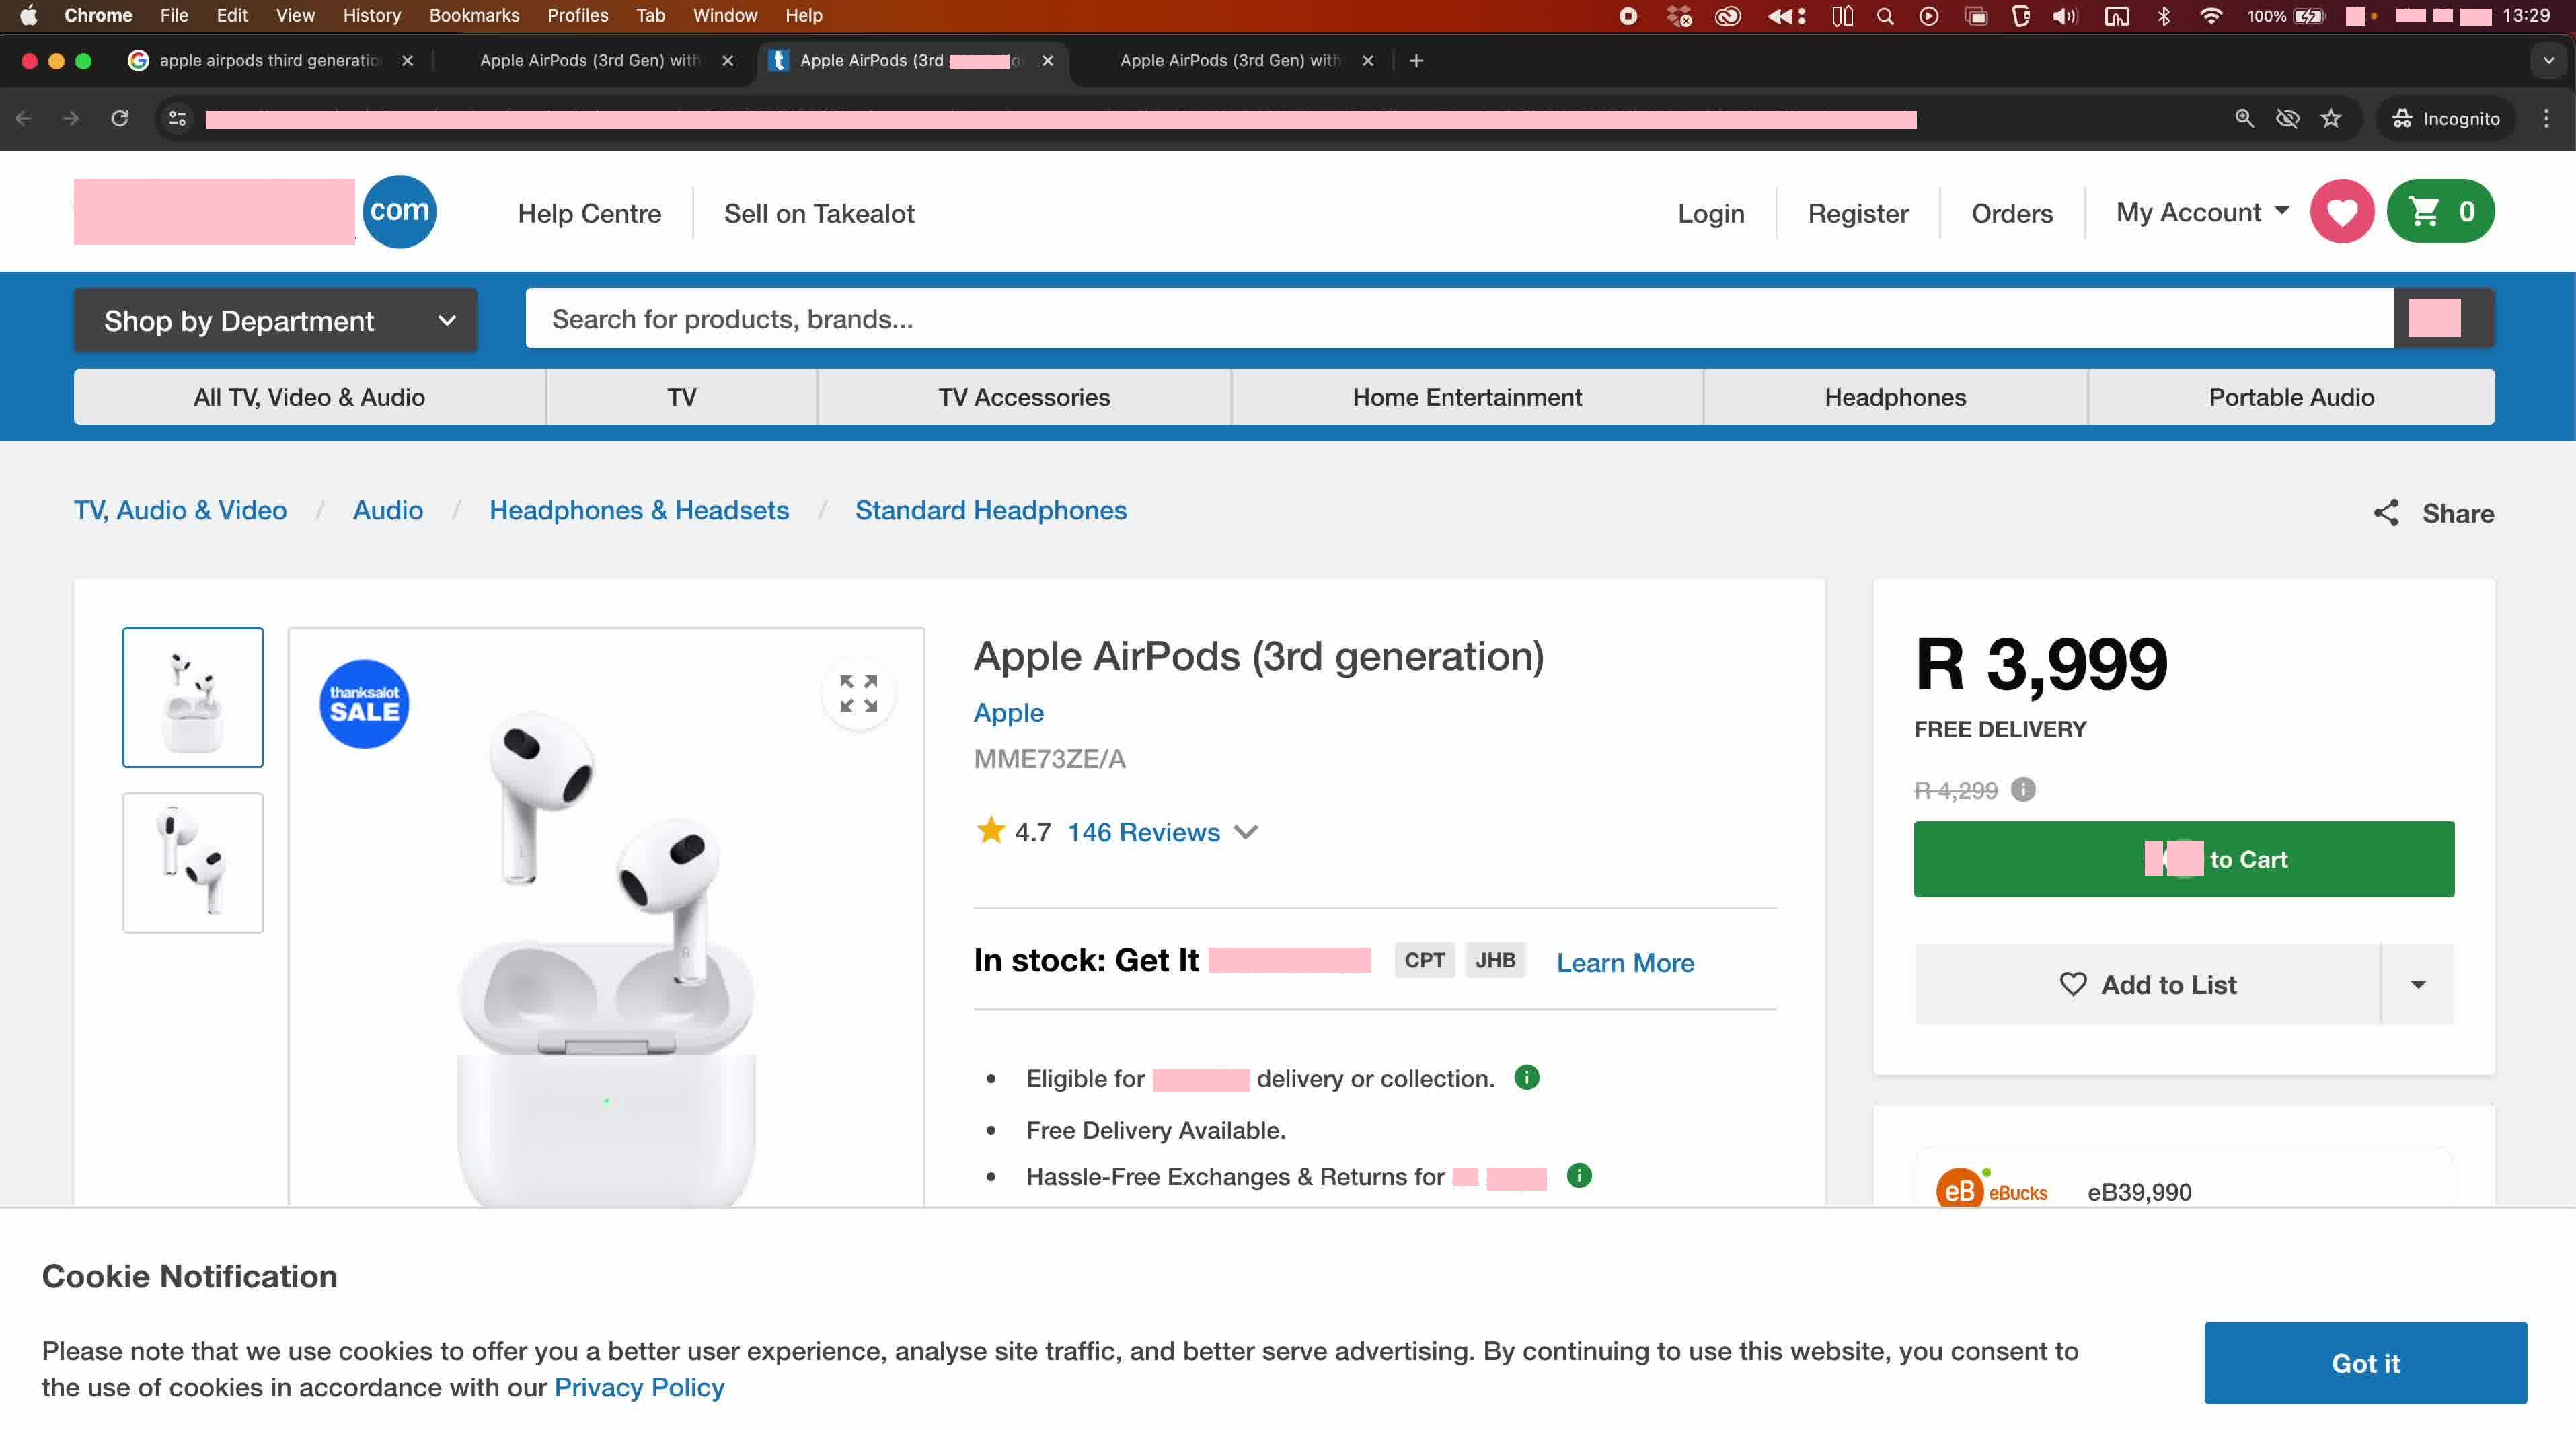 Chrome File Edit View History Bookmarks Profiles Tab Window Help 100% 13:29
apple airpods third generatio Apple AirPods (3rd Gen) with Apple AirPods (3rd Apple AirPods (3rd Gen) with
Incognito
com Help Centre Sell on Takealot Login Register Orders My Account 0
Shop by Department Search for products, brands...
All TV, Video & Audio TV TV Accessories Home Entertainment Headphones Portable Audio
TV, Audio & Video / Audio / Headphones & Headsets / Standard Headphones Share
thanksalot
SALE
Apple AirPods (3rd generation)
Apple
MME73ZE/A
4.7 146 Reviews
In stock: Get It CPT JHB Learn More
• Eligible for delivery or collection.
• Free Delivery Available.
• Hassle-Free Exchanges & Returns for
R 3,999
FREE DELIVERY
R 4,299
to Cart
Add to List
eB eBucks eB39,990
Cookie Notification
Please note that we use cookies to offer you a better user experience, analyse site traffic, and better serve advertising. By continuing to use this website, you consent to
the use of cookies in accordance with our Privacy Policy
Got it